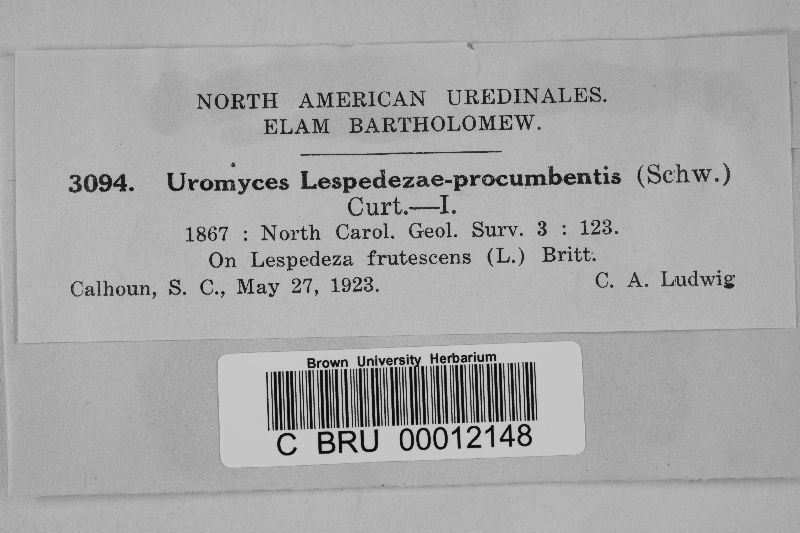 NORTH AMERICAN UREDINALES.
ELAM BARTHOLOMEW.
3094. Uromyces Lespedezae-procumbentis (Schw.)
Curt.—I.
1867 : North Carol. Geol. Surv. 3 : 123.
On Lespedeza frutescens (L.) Britt.
Calhoun, S. C., May 27, 1923. C. A. Ludwig
Brown University Herbarium
C BRU 00012148